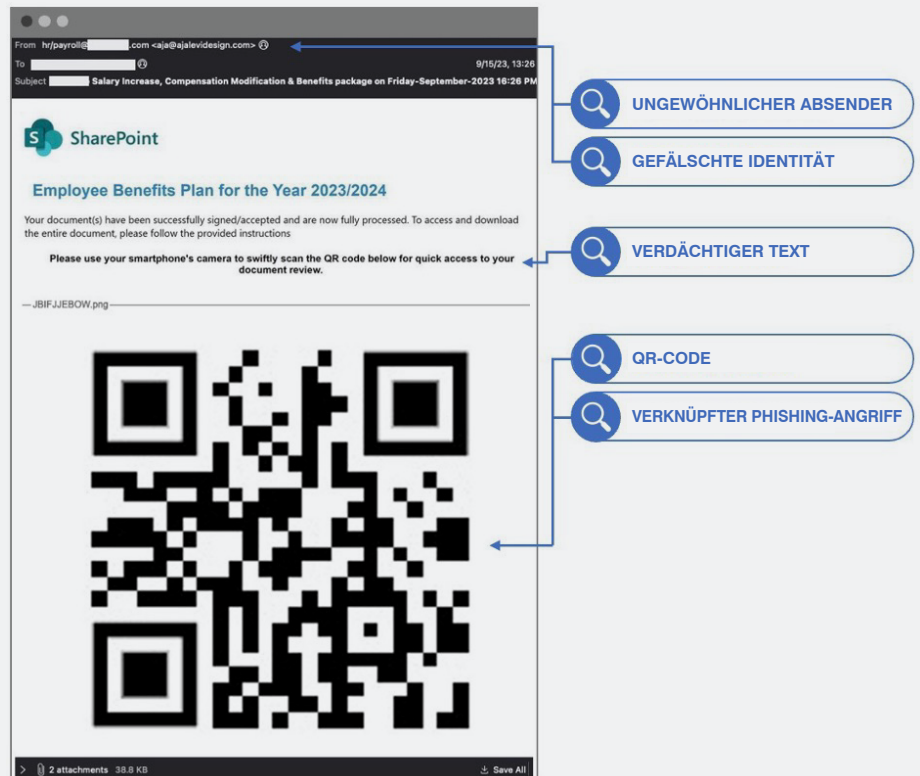 From hr/payroll@ .com <aja@ajalevidesign.com>
To 9/15/23, 13:26
Subject Salary Increase, Compensation Modification & Benefits package on Friday-September-2023 16:26 PM
UNGEWÖHNLICHER ABSENDER
GEFÄLSCHTE IDENTITÄT
S SharePoint
Employee Benefits Plan for the Year 2023/2024
Your document(s) have been successfully signed/accepted and are now fully processed. To access and download
the entire document, please follow the provided instructions
Please use your smartphone's camera to swiftly scan the QR code below for quick access to your
document review.
VERDÄCHTIGER TEXT
JBIFJJEBOW.png
QR-CODE
VERKNÜPFTER PHISHING-ANGRIFF
2 attachments 38.8 KB
Save All